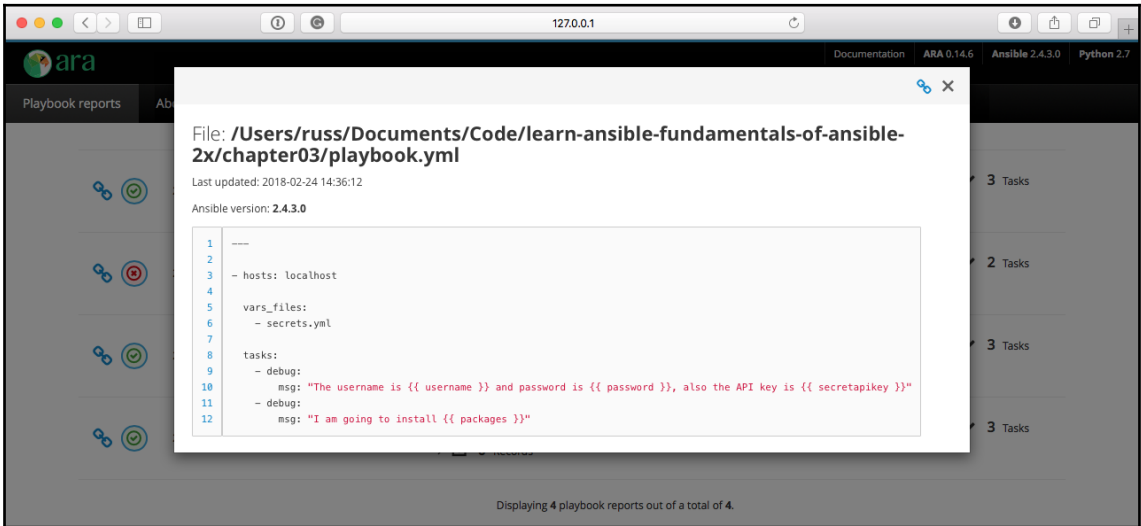 127.0.0.1
ara
Documentation ARA 0.14.6 Ansible 2.4.3.0 Python 2.7
Playbook reports Ab
File: /Users/russ/Documents/Code/learn-ansible-fundamentals-of-ansible-
2x/chapter03/playbook.yml
Last updated: 2018-02-24 14:36:12
Ansible version: 2.4.3.0
1 ---
2
3 - hosts: localhost
4
5 vars_files:
6 - secrets.yml
7
8 tasks:
9 - debug:
10 msg: "The username is {{ username }} and password is {{ password }}, also the API key is {{ secretapikey }}"
11 - debug:
12 msg: "I am going to install {{ packages }}"
3 Tasks
2 Tasks
3 Tasks
3 Tasks
Records
Displaying 4 playbook reports out of a total of 4.